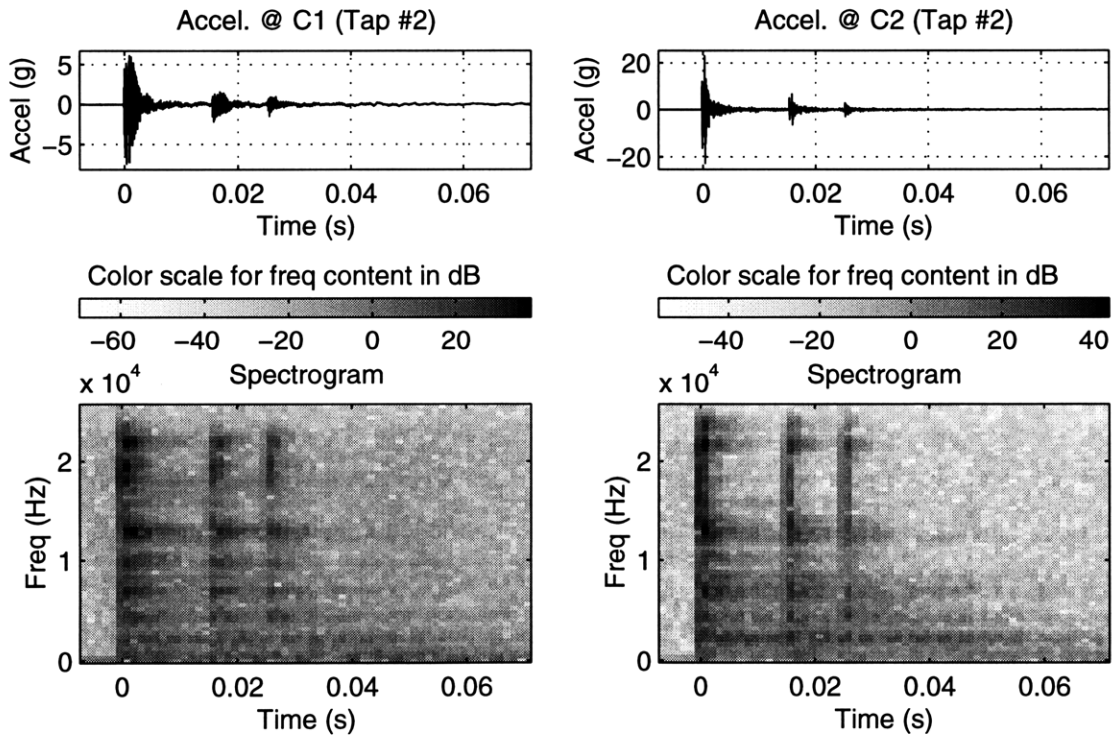 Accel. @ C1 (Tap #2)
Accel (g)
5
0
−5
0 0.02 0.04 0.06
Time (s)
Color scale for freq content in dB
−60 −40 −20 0 20
x 10^4
Spectrogram
Freq (Hz)
2
1
0
0 0.02 0.04 0.06
Time (s)
Accel. @ C2 (Tap #2)
Accel (g)
20
0
−20
0 0.02 0.04 0.06
Time (s)
Color scale for freq content in dB
−40 −20 0 20 40
x 10^4
Spectrogram
Freq (Hz)
2
1
0
0 0.02 0.04 0.06
Time (s)